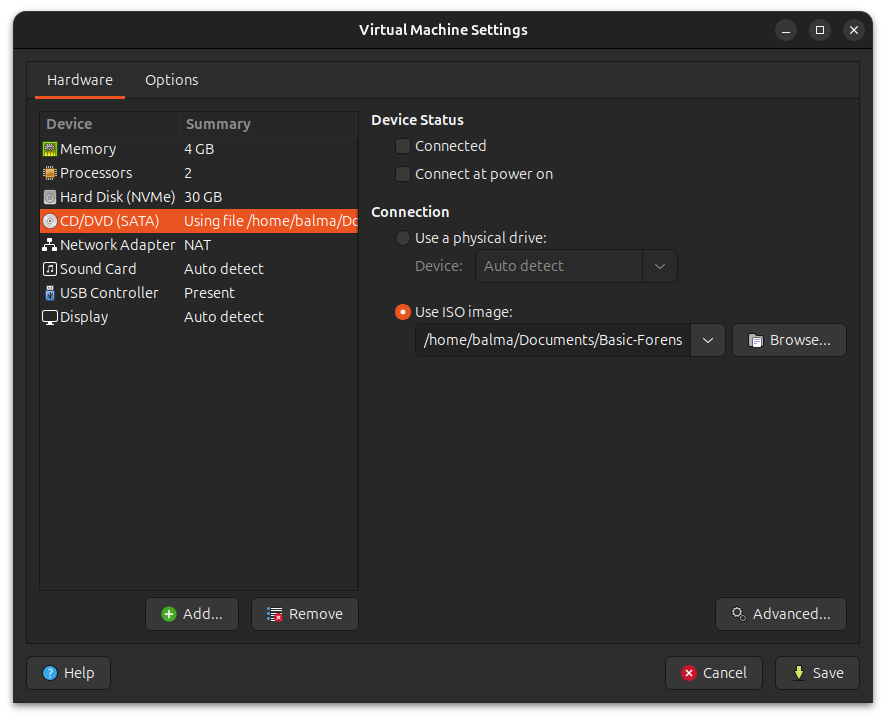 Virtual Machine Settings
Hardware Options
Device Summary
Memory 4 GB
Processors 2
Hard Disk (NVMe) 30 GB
CD/DVD (SATA) Using file /home/balma/Do
Network Adapter NAT
Sound Card Auto detect
USB Controller Present
Display Auto detect
Add... Remove
Device Status
Connected
Connect at power on
Connection
Use a physical drive:
Device: Auto detect
Use ISO image:
/home/balma/Documents/Basic-Forens Browse...
Advanced...
Help Cancel Save